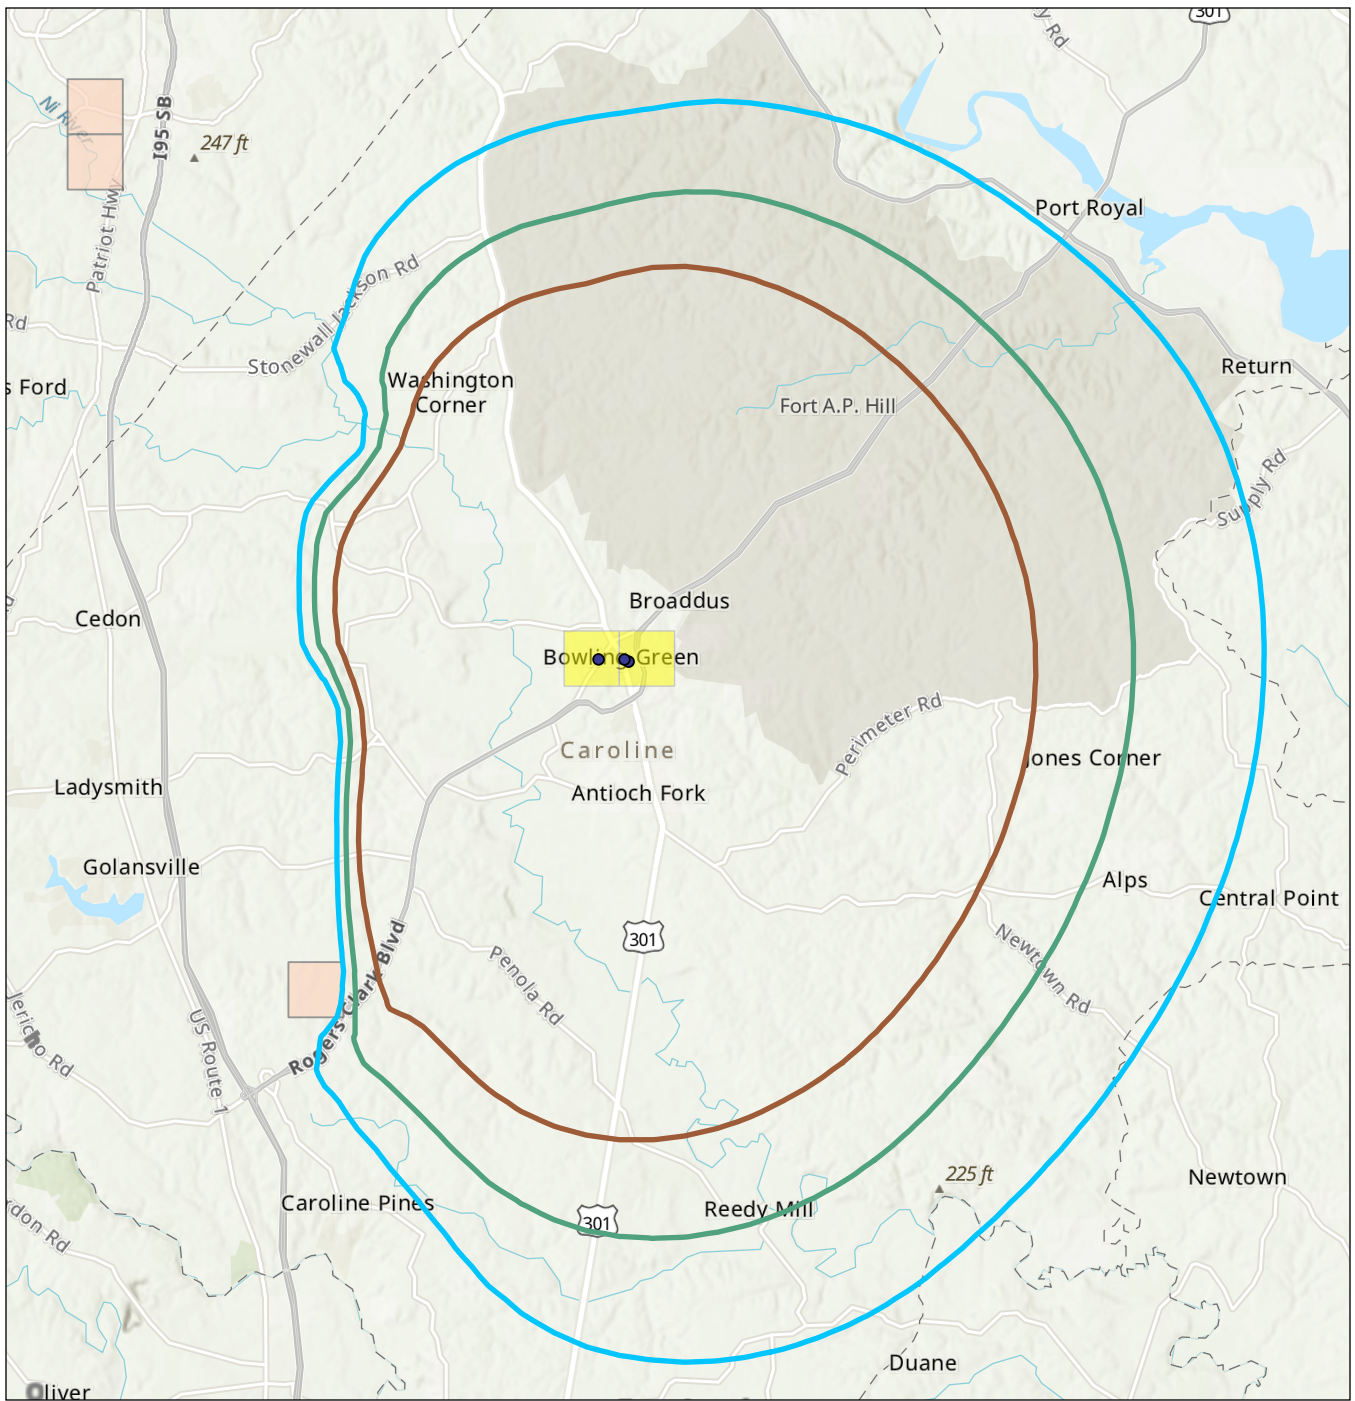 301
y Rd
Ni River
I95 SB
247 ft
Patriot Hwy
Port Royal
Stonewall Jackson Rd
Rd
Return
s Ford
Washington
Corner
Fort A.P. Hill
Supply Rd
Broaddus
Cedon
Bowling Green
Perimeter Rd
Caroline
Jones Corner
Ladysmith
Antioch Fork
Golansville
Alps
Central Point
301
Rogers Clark Blvd
Penola Rd
Newtown Rd
Jericho Rd
US Route 1
225 ft
Newtown
Caroline Pines
Reedy Mill
301
rdon Rd
Duane
Oliver